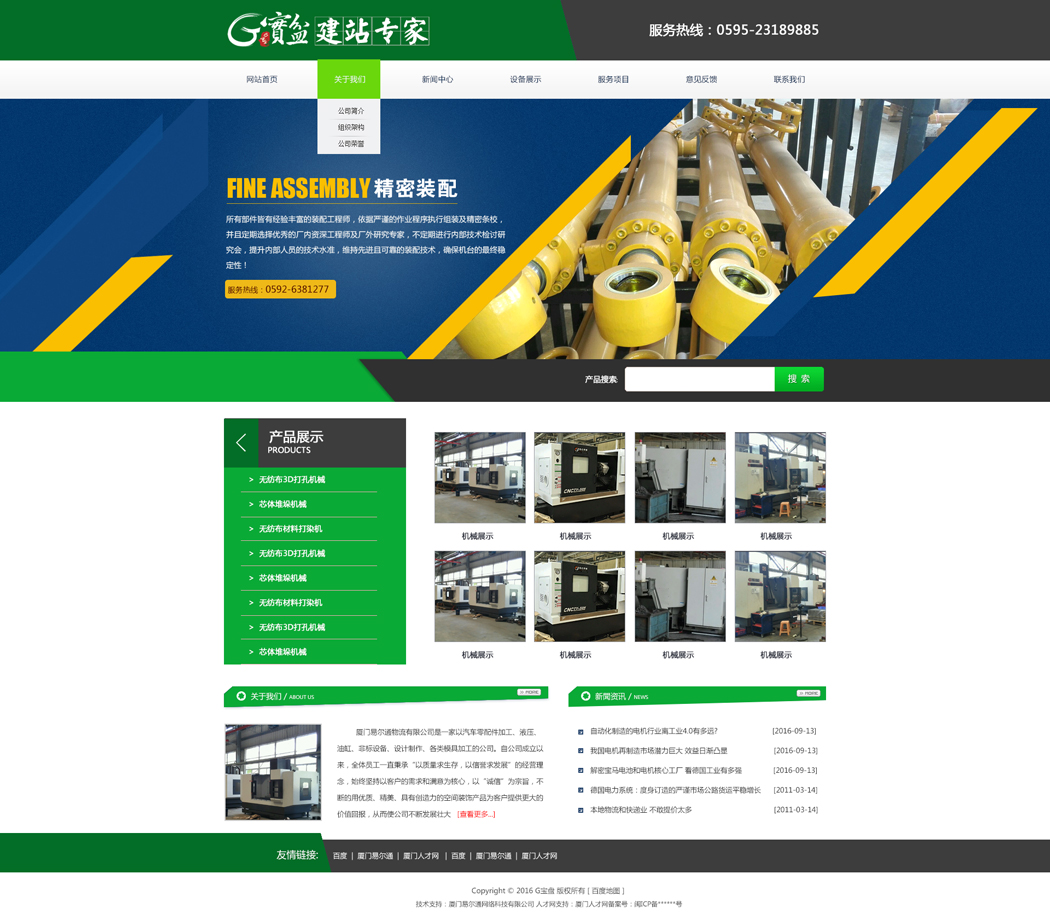 G寳盆 建站专家
服务热线：0595-23189885
网站首页 关于我们 新闻中心 设备展示 服务项目 意见反馈 联系我们
公司简介
组织架构
公司荣誉
FINE ASSEMBLY 精密装配
所有部件皆有经验丰富的装配工程师，依据严谨的作业程序执行组装及精密条校，
并且定期选择优秀的厂内资深工程师及厂外研究专家，不定期进行内部技术检讨研
究会，提升内部人员的技术水准，维持先进且可靠的装配技术，确保机台的最终稳
定性！
服务热线：0592-6381277
产品搜索: 搜 索
产品展示
PRODUCTS
> 无纺布3D打孔机械
> 芯体堆垛机械
> 无纺布材料打染机
> 无纺布3D打孔机械
> 芯体堆垛机械
> 无纺布材料打染机
> 无纺布3D打孔机械
> 芯体堆垛机械
机械展示 机械展示 机械展示 机械展示
机械展示 机械展示 机械展示 机械展示
关于我们 / ABOUT US >> HOME
厦门易尔通物流有限公司是一家以汽车零配件加工、液压、
油缸、非标设备、设计制作、各类模具加工的公司。自公司成立以
来，全体员工一直秉承“以质量求生存，以信誉求发展”的经营理
念，始终坚持以客户的需求和满意为核心，以“诚信”为宗旨，不
断的用优质、精美、具有创造力的空间装饰产品为客户提供更大的
价值回报，从而使公司不断发展壮大 [查看更多...]
新闻资讯 / NEWS >> HOME
自动化制造的电机行业离工业4.0有多远? [2016-09-13]
我国电机再制造市场潜力巨大 效益日渐凸显 [2016-09-13]
解密宝马电池和电机核心工厂 看德国工业有多强 [2016-09-13]
德国电力系统：度身订造的严谨市场公路货运平稳增长 [2011-03-14]
本地物流和快递业 不敢提价太多 [2011-03-14]
友情链接: 百度 | 厦门易尔通 | 厦门人才网 | 百度 | 厦门易尔通 | 厦门人才网
Copyright © 2016 G宝盘 版权所有 [ 百度地图 ]
技术支持：厦门易尔通网络科技有限公司 人才网支持：厦门人才网备案号：闽ICP备******号